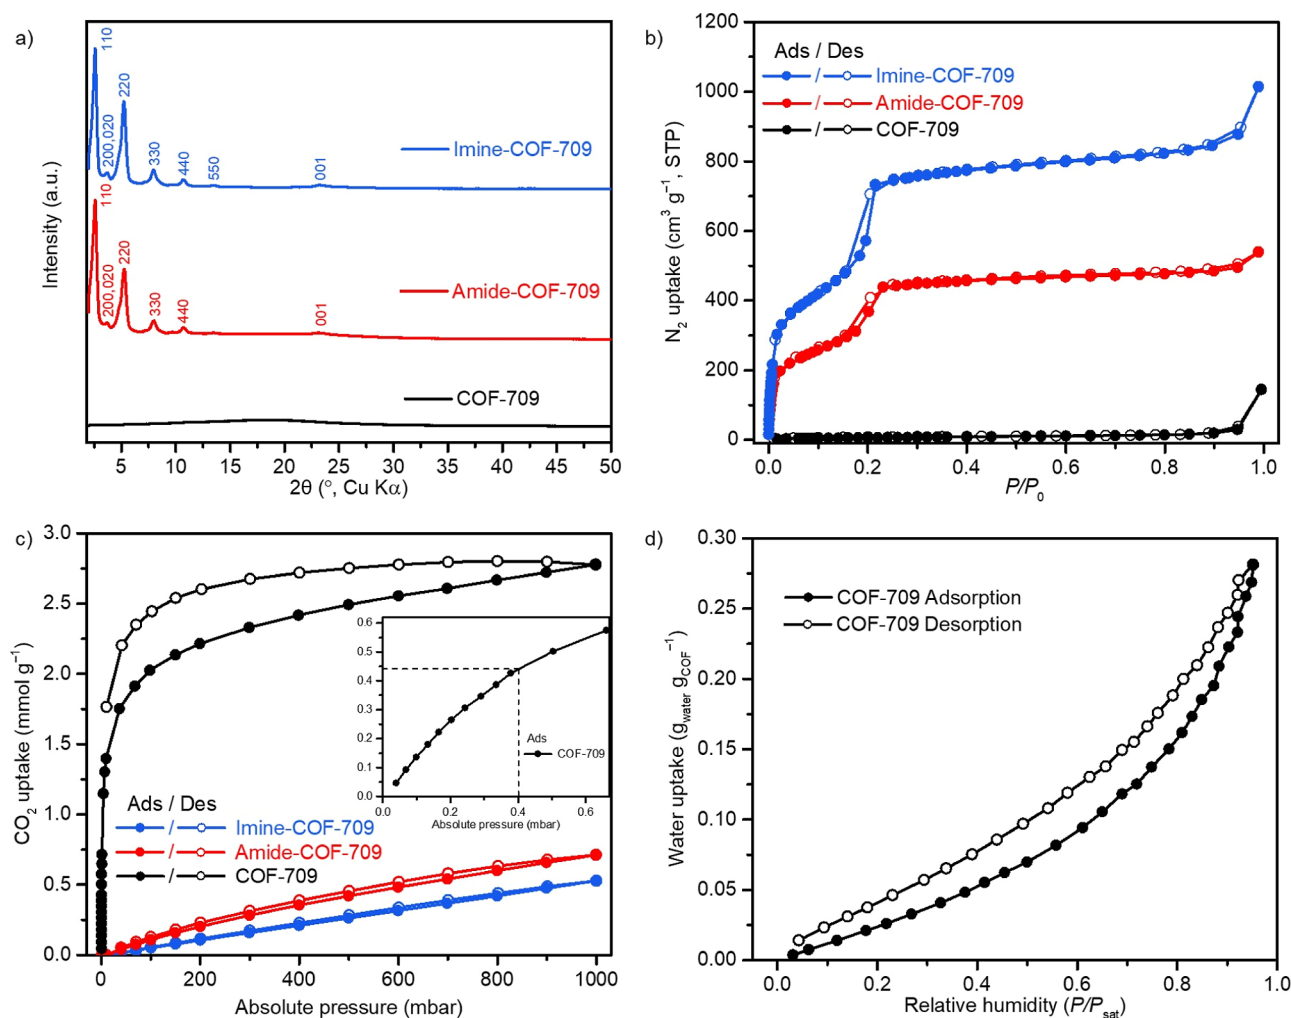 a)
Intensity (a.u.)
110
200,020
220
330
440
550
001
Imine-COF-709
110
200,020
220
330
440
001
Amide-COF-709
COF-709
5 10 15 20 25 30 35 40 45 50
2θ (°, Cu Kα)
b)
N₂ uptake (cm³ g⁻¹, STP)
1200
1000
800
600
400
200
0
Ads / Des
/ Imine-COF-709
/ Amide-COF-709
/ COF-709
0.0 0.2 0.4 0.6 0.8 1.0
P/P₀
c)
CO₂ uptake (mmol g⁻¹)
3.0
2.5
2.0
1.5
1.0
0.5
0.0
0.6
0.5
0.4
0.3
0.2
0.1
0.0
Ads
COF-709
0.0 0.2 0.4 0.6
Absolute pressure (mbar)
Ads / Des
/ Imine-COF-709
/ Amide-COF-709
/ COF-709
0 200 400 600 800 1000
Absolute pressure (mbar)
d)
Water uptake (g_water g_COF⁻¹)
0.30
0.25
0.20
0.15
0.10
0.05
0.00
COF-709 Adsorption
COF-709 Desorption
0.0 0.2 0.4 0.6 0.8 1.0
Relative humidity (P/P_sat)